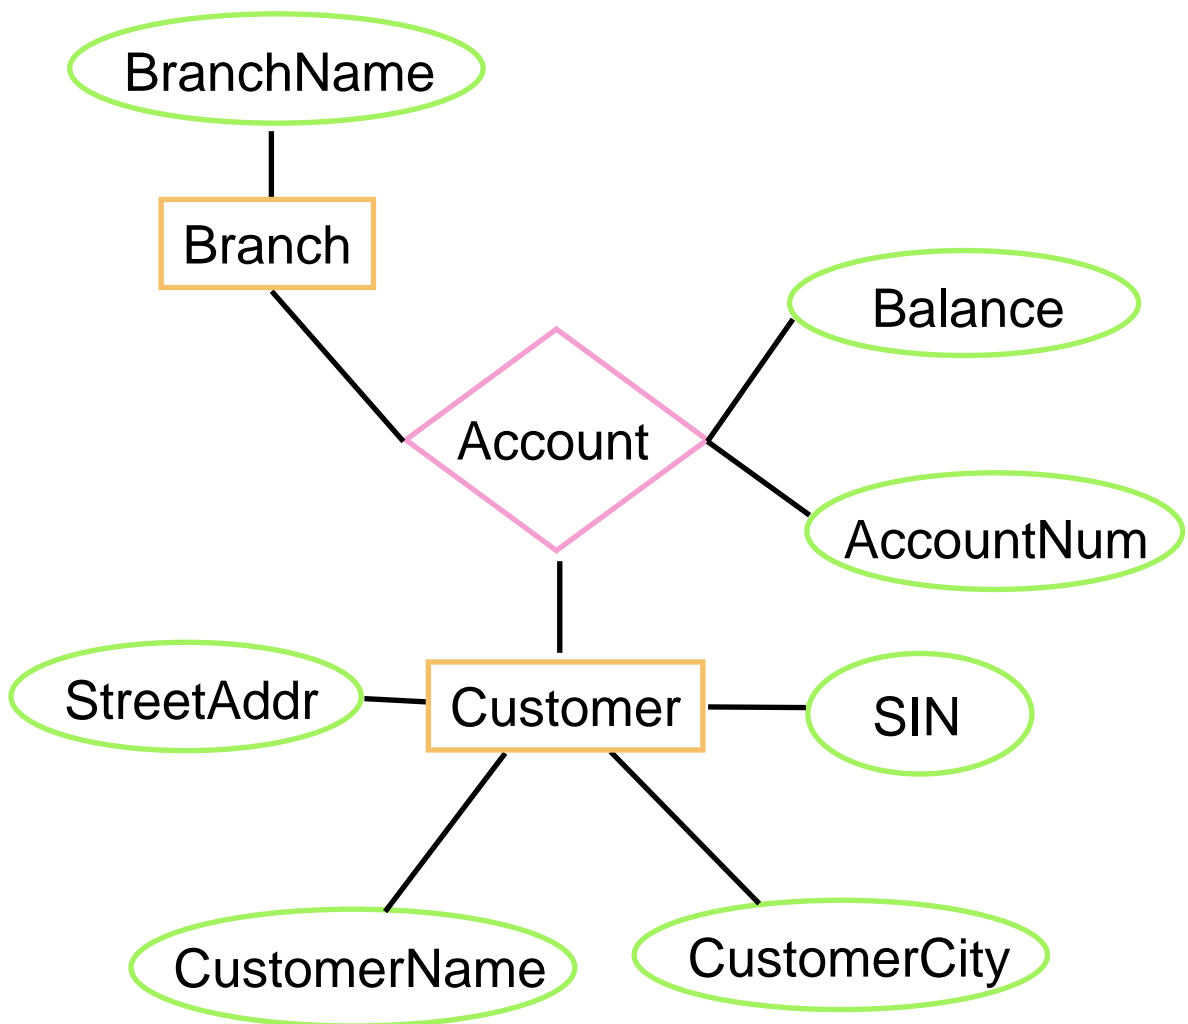 BranchName
Branch
Balance
Account
AccountNum
StreetAddr
Customer
SIN
CustomerName
CustomerCity